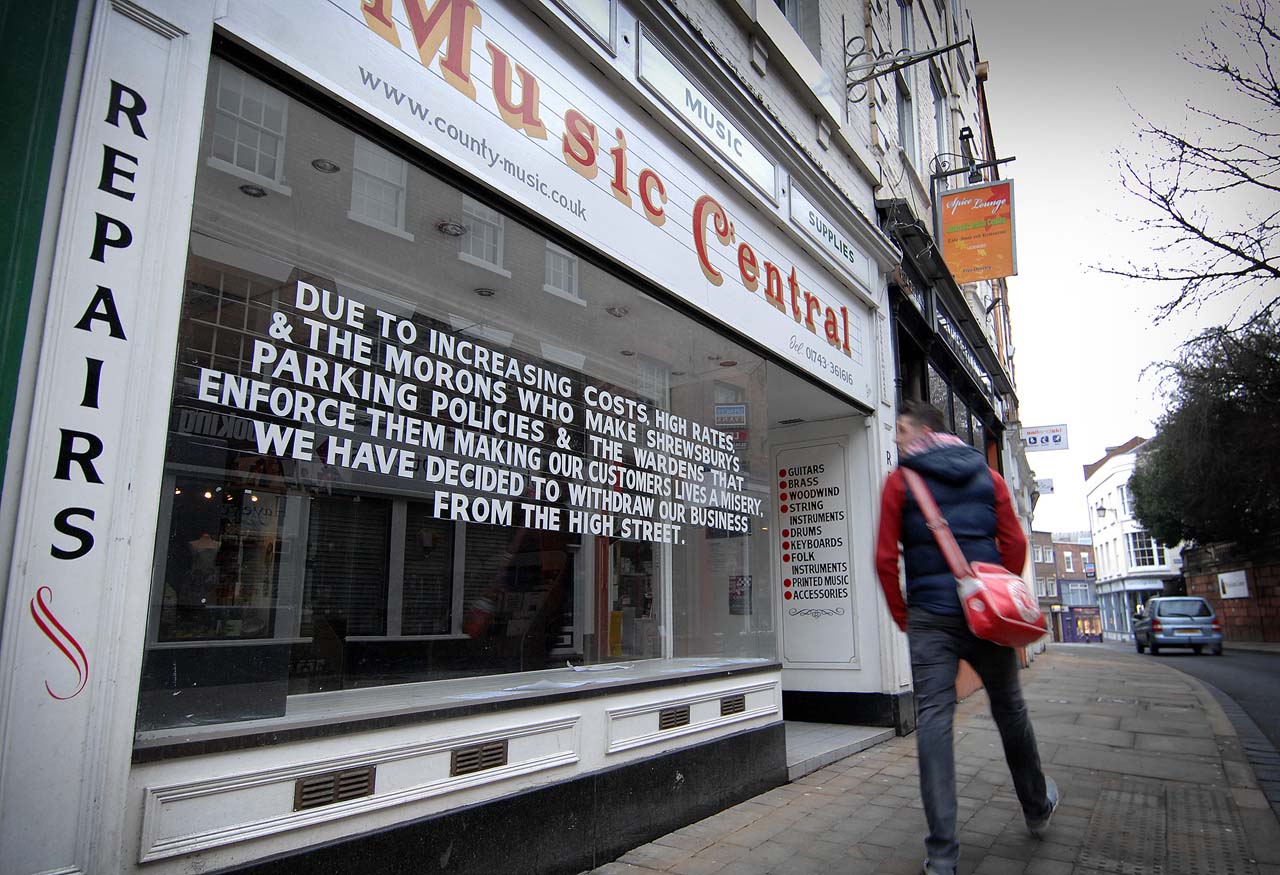 REPAIRS
Music Central
www.county-music.co.uk
Tel. 01743-361616
MUSIC
SUPPLIES
DUE TO INCREASING COSTS, HIGH RATES,
& THE MORONS WHO MAKE SHREWSBURYS
PARKING POLICIES & THE WARDENS THAT
ENFORCE THEM MAKING OUR CUSTOMERS LIVES A MISERY,
WE HAVE DECIDED TO WITHDRAW OUR BUSINESS
FROM THE HIGH STREET.
GUITARS
BRASS
WOODWIND
STRING
INSTRUMENTS
DRUMS
KEYBOARDS
FOLK
INSTRUMENTS
PRINTED MUSIC
ACCESSORIES
R
Spice Lounge